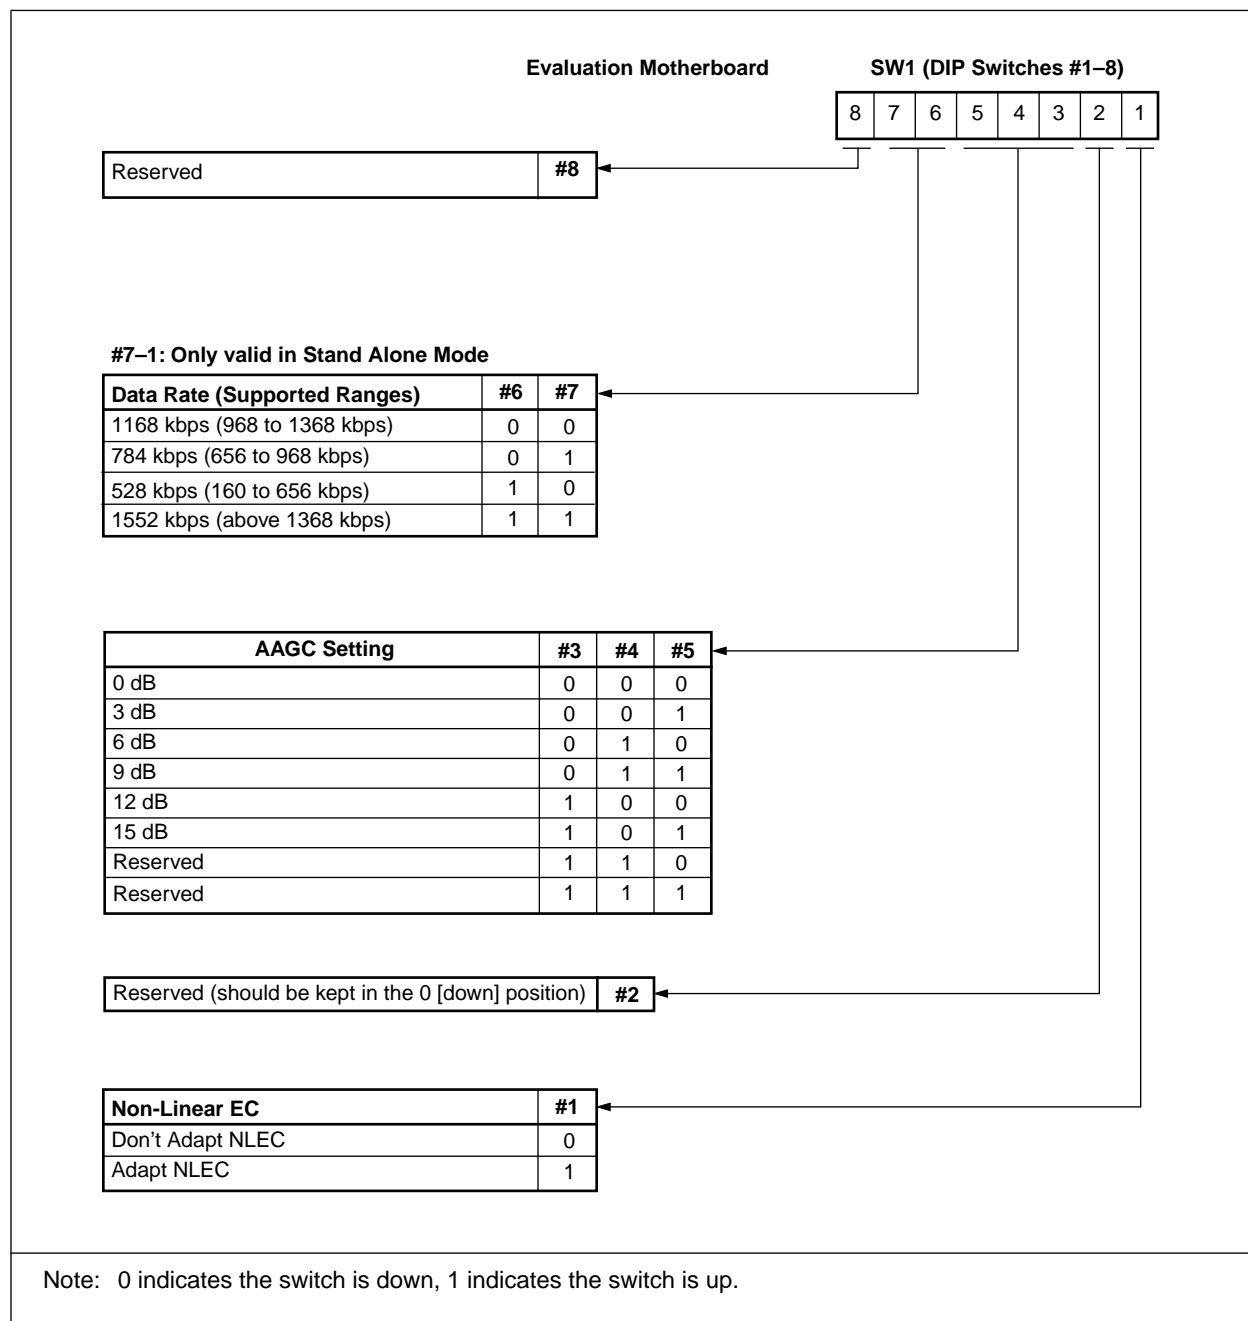 Evaluation Motherboard SW1 (DIP Switches #1–8)
8 7 6 5 4 3 2 1
Reserved #8
#7–1: Only valid in Stand Alone Mode
Data Rate (Supported Ranges) #6 #7
1168 kbps (968 to 1368 kbps) 0 0
784 kbps (656 to 968 kbps) 0 1
528 kbps (160 to 656 kbps) 1 0
1552 kbps (above 1368 kbps) 1 1
AAGC Setting #3 #4 #5
0 dB 0 0 0
3 dB 0 0 1
6 dB 0 1 0
9 dB 0 1 1
12 dB 1 0 0
15 dB 1 0 1
Reserved 1 1 0
Reserved 1 1 1
Reserved (should be kept in the 0 [down] position) #2
Non-Linear EC #1
Don't Adapt NLEC 0
Adapt NLEC 1
Note: 0 indicates the switch is down, 1 indicates the switch is up.